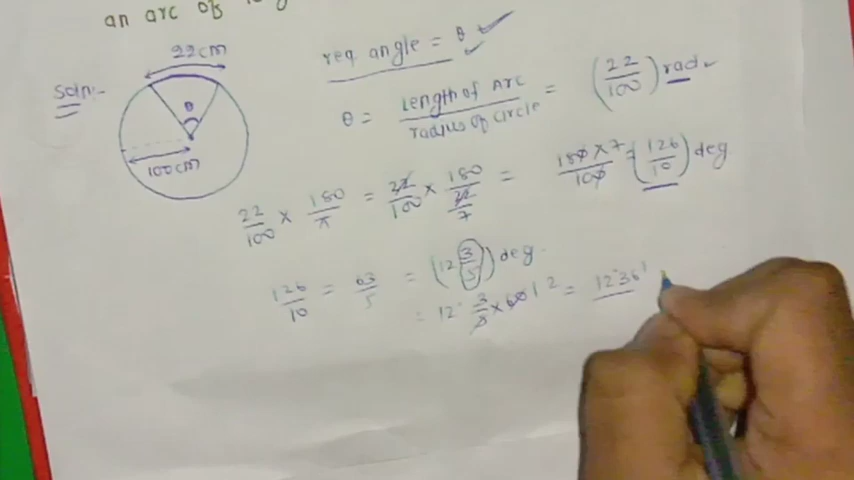 an arc of
22cm
req angle = θ ✓
Soln:-
θ
θ = Length of Arc / radius of circle = (22/100) rad
100cm
22/100 × 180/π = 22/100 × 180/(22/7) = 180×7/100 = (126/10) deg
126/10 = 63/5 = (12 3/5) deg.
= 12° 3/5 × 60' 12 = 12°36'